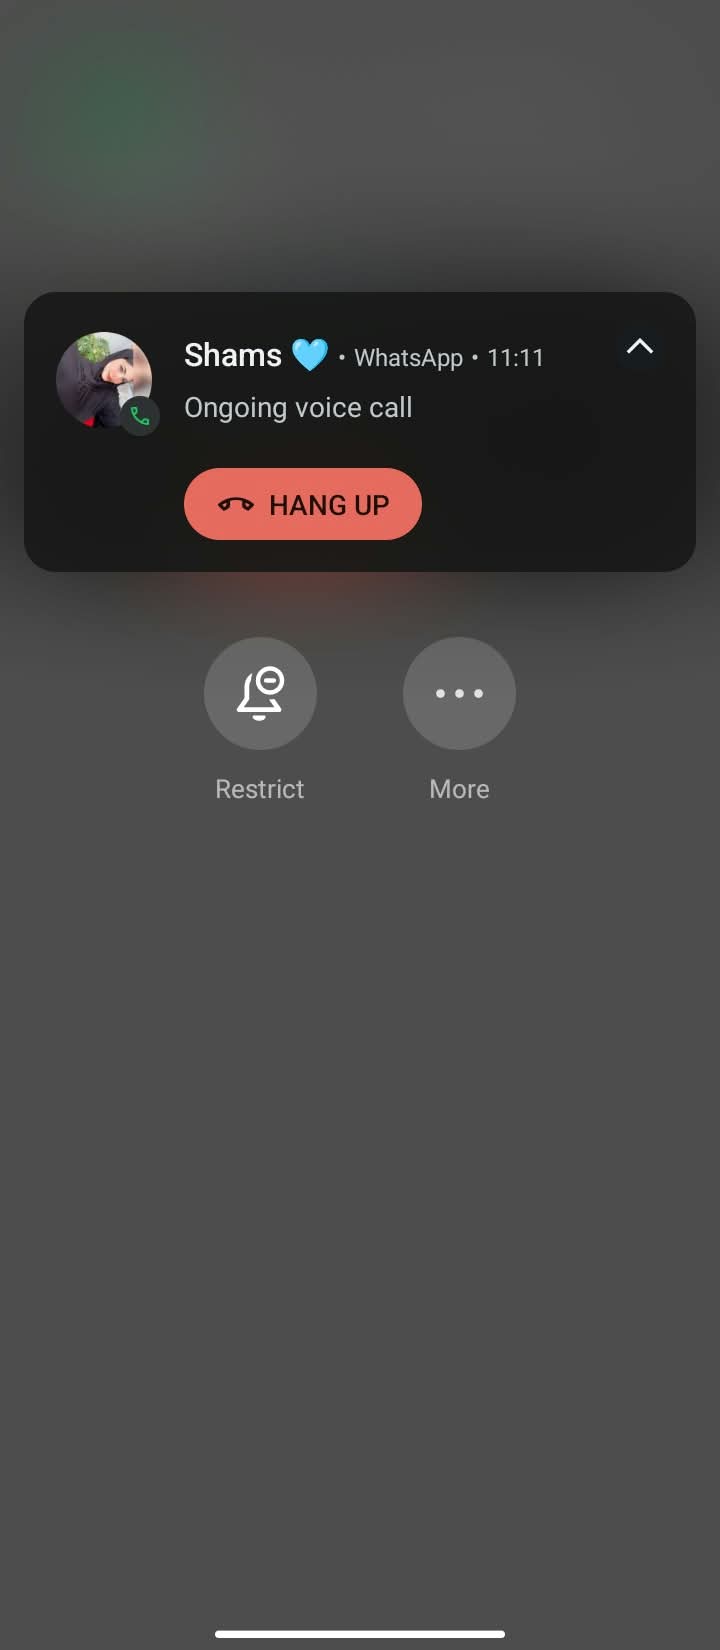 Shams 🩵 • WhatsApp • 11:11
Ongoing voice call
HANG UP
Restrict
More